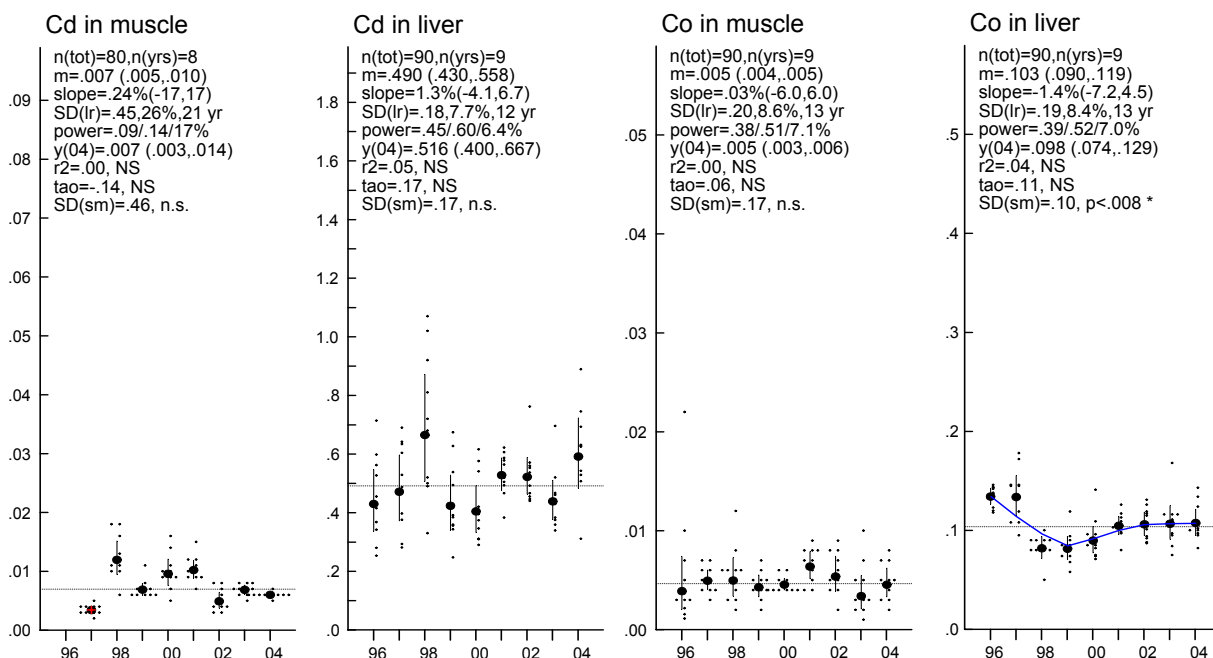 Cd in muscle
n(tot)=80,n(yrs)=8
m=.007 (.005,.010)
slope=.24%(-17,17)
SD(lr)=.45,26%,21 yr
power=.09/.14/17%
y(04)=.007 (.003,.014)
r2=.00, NS
tao=-.14, NS
SD(sm)=.46, n.s.
.09
.08
.07
.06
.05
.04
.03
.02
.01
.00
96 98 00 02 04
Cd in liver
n(tot)=90,n(yrs)=9
m=.490 (.430,.558)
slope=1.3%(-4.1,6.7)
SD(lr)=.18,7.7%,12 yr
power=.45/.60/6.4%
y(04)=.516 (.400,.667)
r2=.05, NS
tao=.17, NS
SD(sm)=.17, n.s.
1.8
1.6
1.4
1.2
1.0
.8
.6
.4
.2
.0
96 98 00 02 04
Co in muscle
n(tot)=90,n(yrs)=9
m=.005 (.004,.005)
slope=.03%(-6.0,6.0)
SD(lr)=.20,8.6%,13 yr
power=.38/.51/7.1%
y(04)=.005 (.003,.006)
r2=.00, NS
tao=.06, NS
SD(sm)=.17, n.s.
.05
.04
.03
.02
.01
.00
96 98 00 02 04
Co in liver
n(tot)=90,n(yrs)=9
m=.103 (.090,.119)
slope=-1.4%(-7.2,4.5)
SD(lr)=.19,8.4%,13 yr
power=.39/.52/7.0%
y(04)=.098 (.074,.129)
r2=.04, NS
tao=.11, NS
SD(sm)=.10, p<.008 *
.5
.4
.3
.2
.1
.0
96 98 00 02 04